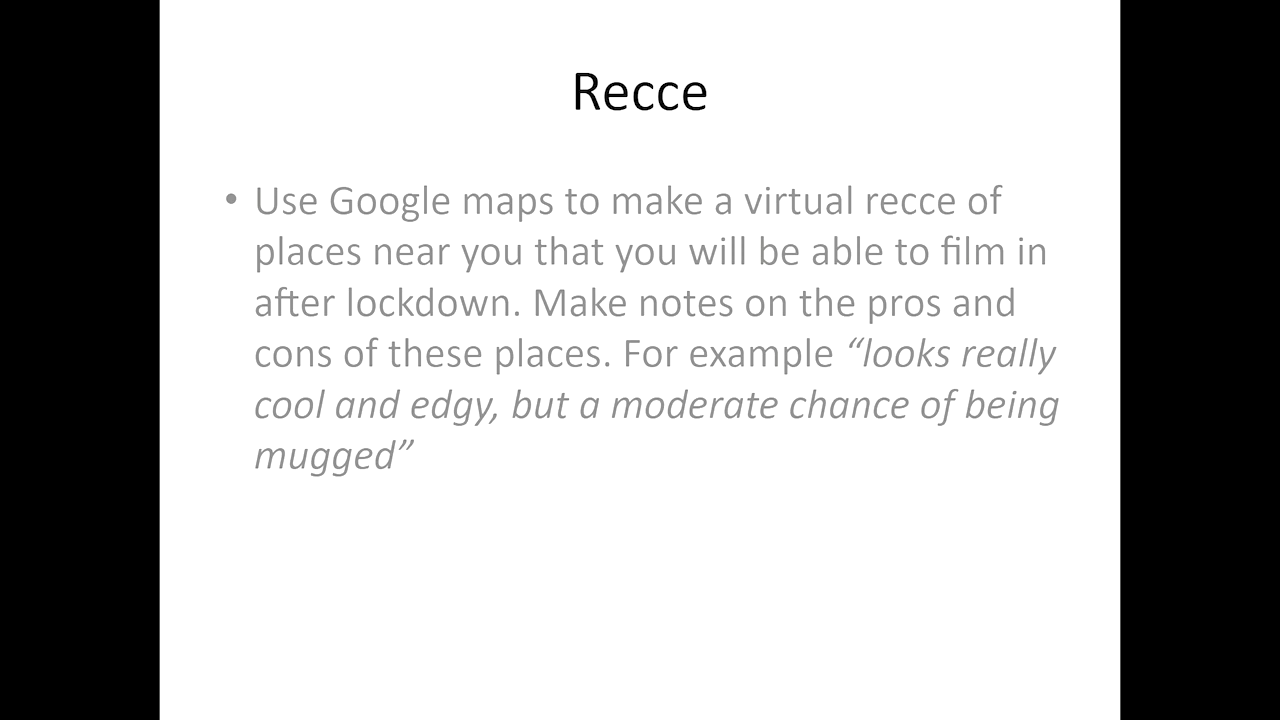 Recce
• Use Google maps to make a virtual recce of
places near you that you will be able to film in
after lockdown. Make notes on the pros and
cons of these places. For example “looks really
cool and edgy, but a moderate chance of being
mugged”